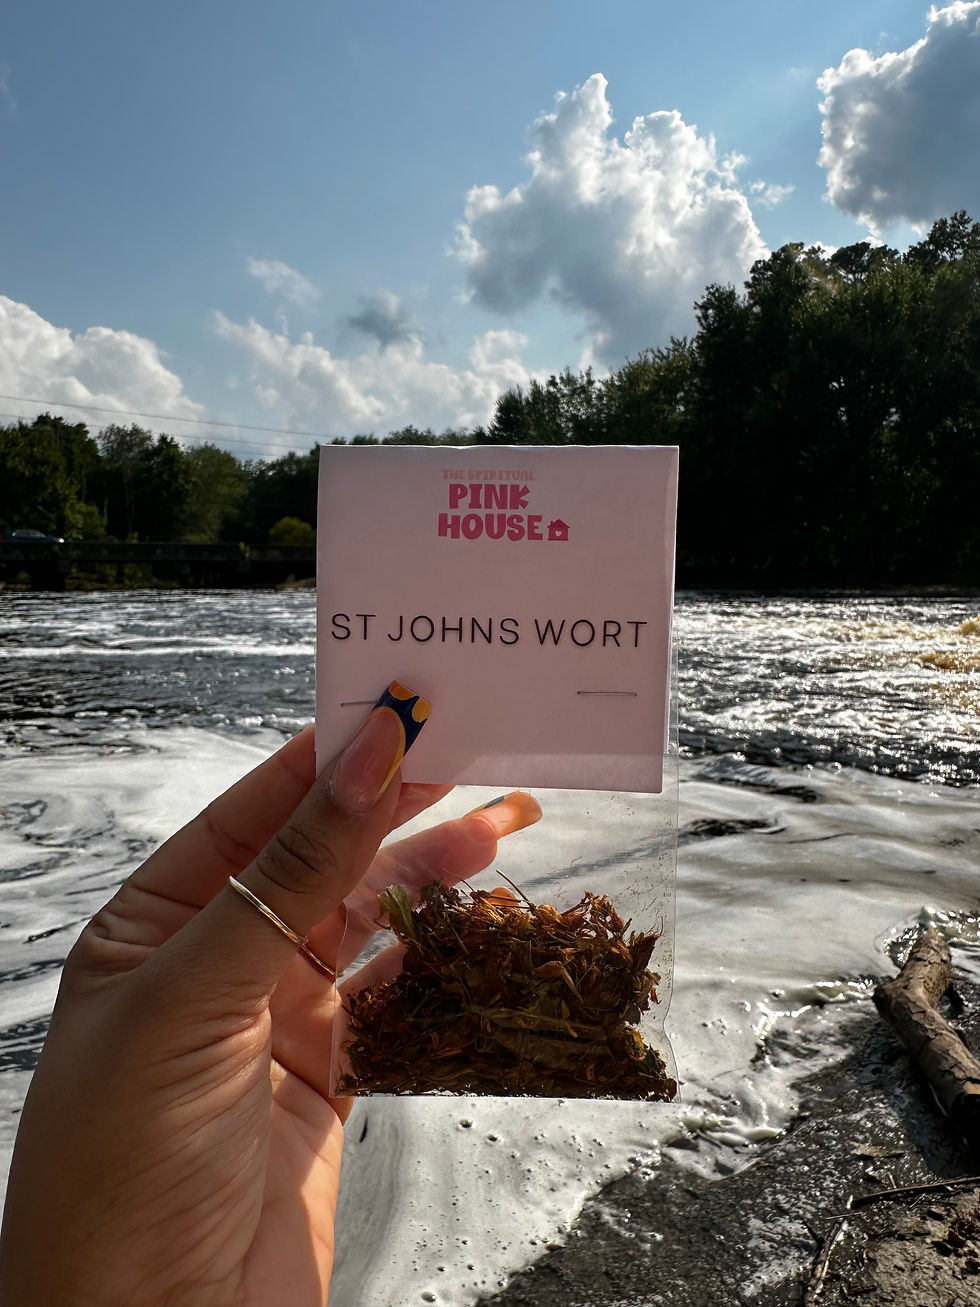 THE SPIRITUAL
PINK
HOUSE
ST JOHNS WORT